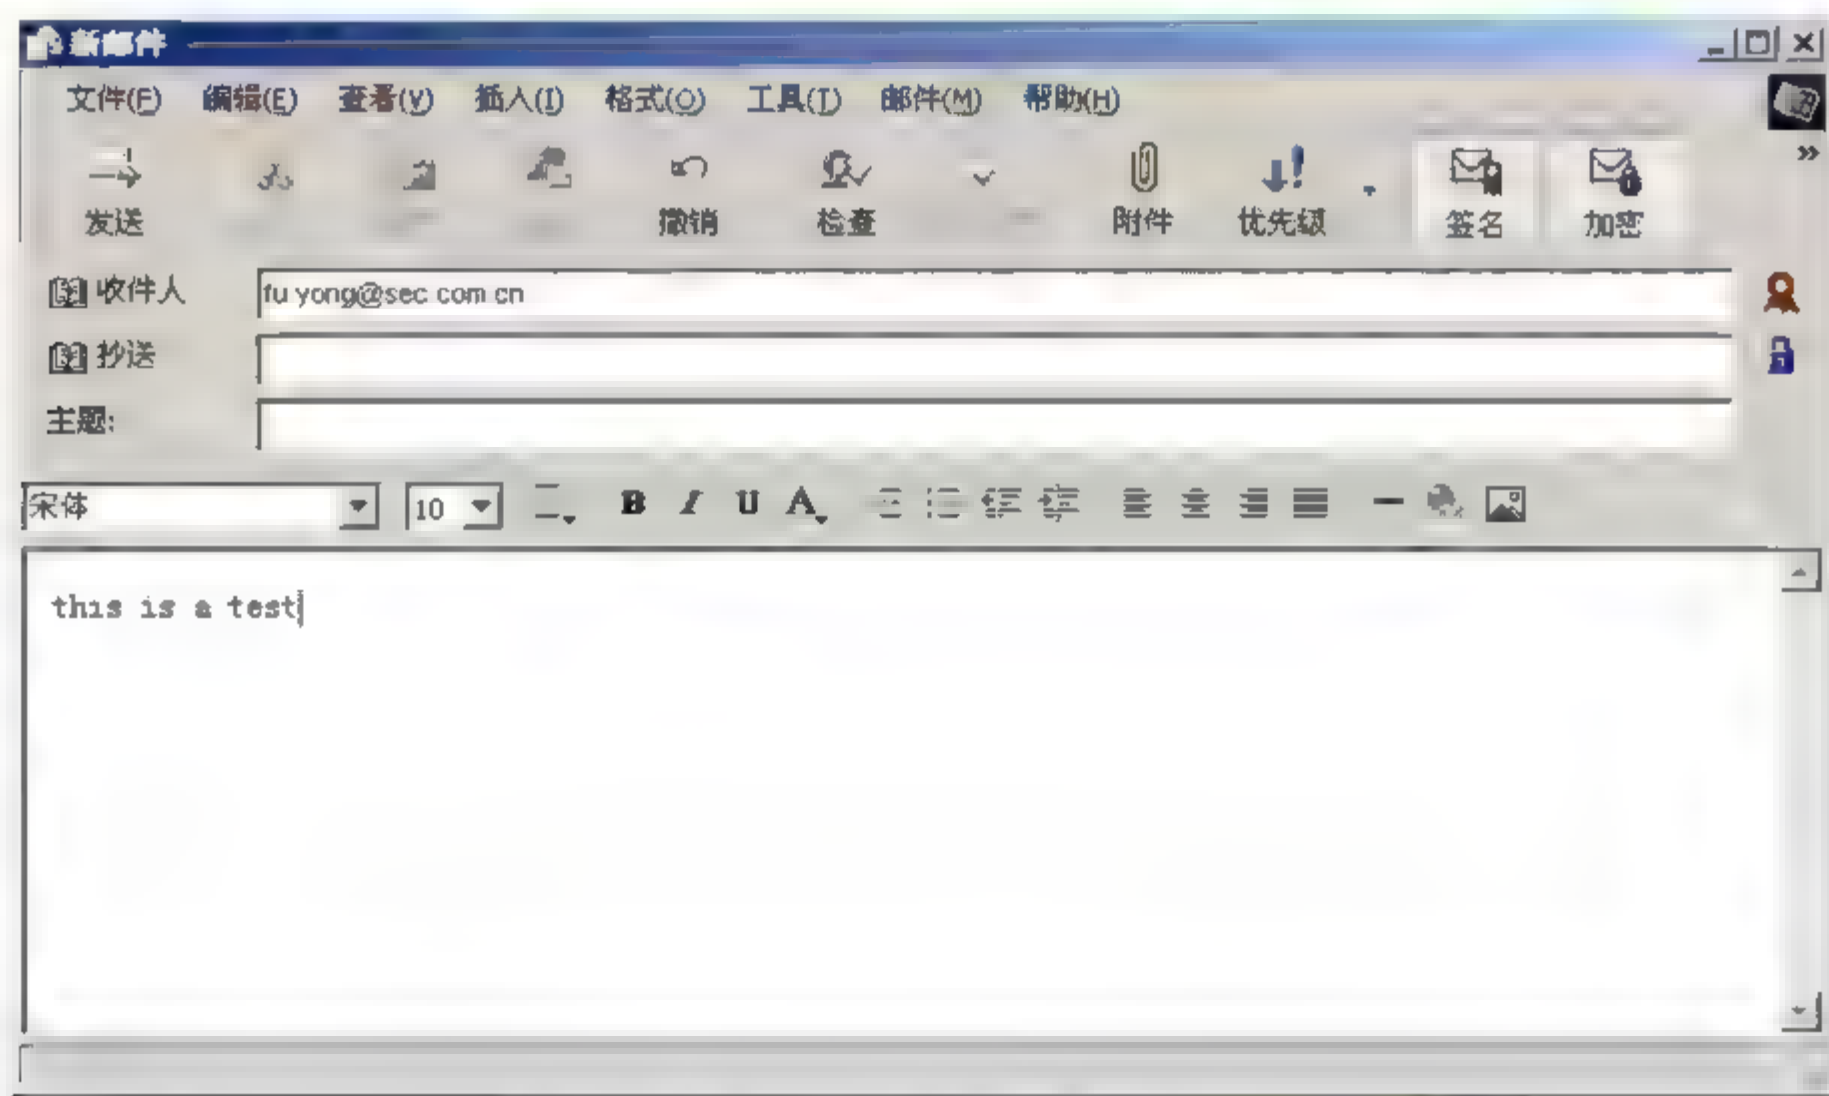 新邮件
文件(F) 编辑(E) 查看(V) 插入(I) 格式(O) 工具(T) 邮件(M) 帮助(H)
发送 撤销 检查 附件 优先级 签名 加密
收件人 fu yong@sec com cn
抄送
主题:
宋体 10 B I U A
this is a test